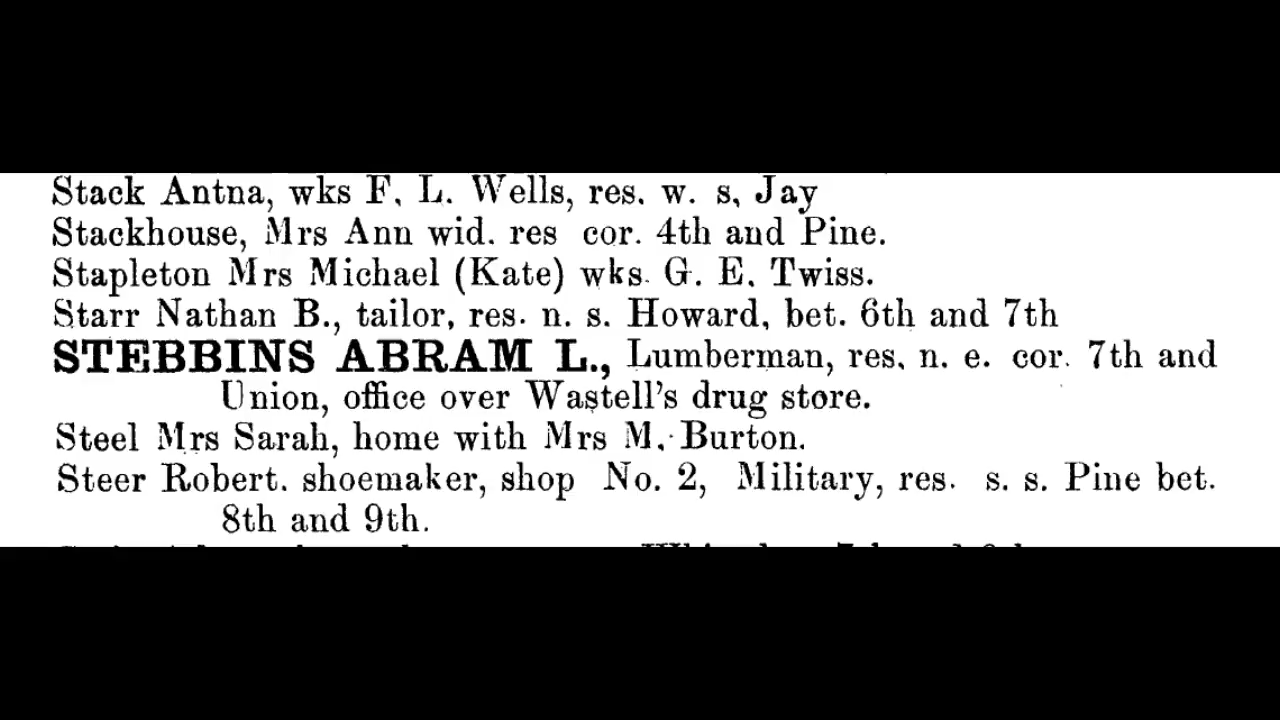 Stack Antna, wks F. L. Wells, res. w. s, Jay
Stackhouse, Mrs Ann wid. res cor. 4th and Pine.
Stapleton Mrs Michael (Kate) wks. G. E. Twiss.
Starr Nathan B., tailor, res. n. s. Howard, bet. 6th and 7th
STEBBINS ABRAM L., Lumberman, res, n. e. cor. 7th and
Union, office over Wastell's drug store.
Steel Mrs Sarah, home with Mrs M. Burton.
Steer Robert. shoemaker, shop No. 2, Military, res. s. s. Pine bet.
8th and 9th.